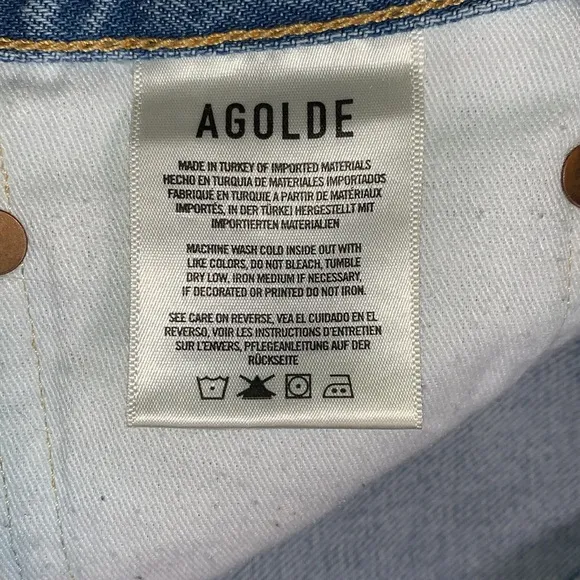 AGOLDE
MADE IN TURKEY OF IMPORTED MATERIALS
HECHO EN TURQUIA DE MATERIALES IMPORTADOS
FABRIQUÉ EN TURQUIE A PARTIR DE MATÉRIAUX
IMPORTÉS, IN DER TÜRKEI HERGESTELLT MIT
IMPORTIERTEN MATERIALIEN
MACHINE WASH COLD INSIDE OUT WITH
LIKE COLORS, DO NOT BLEACH, TUMBLE
DRY LOW, IRON MEDIUM IF NECESSARY,
IF DECORATED OR PRINTED DO NOT IRON.
SEE CARE ON REVERSE, VEA EL CUIDADO EN EL
REVERSO, VOIR LES INSTRUCTIONS D'ENTRETIEN
SUR L'ENVERS, PFLEGEANLEITUNG AUF DER
RÜCKSEITE